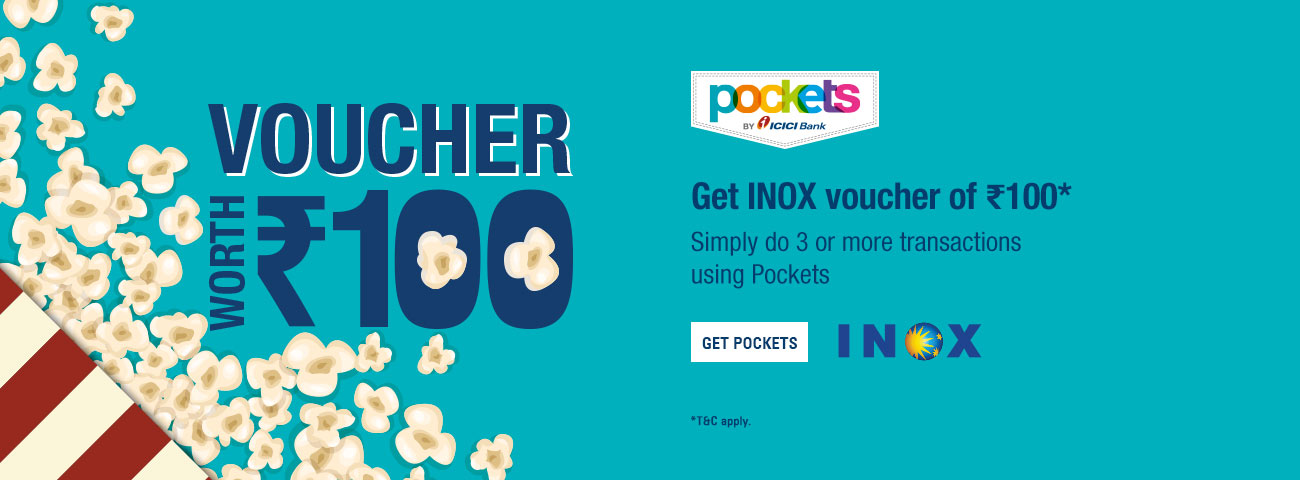 VOUCHER
WORTH
₹100
pockets
BY ICICI Bank
Get INOX voucher of ₹100*
Simply do 3 or more transactions
using Pockets
GET POCKETS
INOX
*T&C apply.